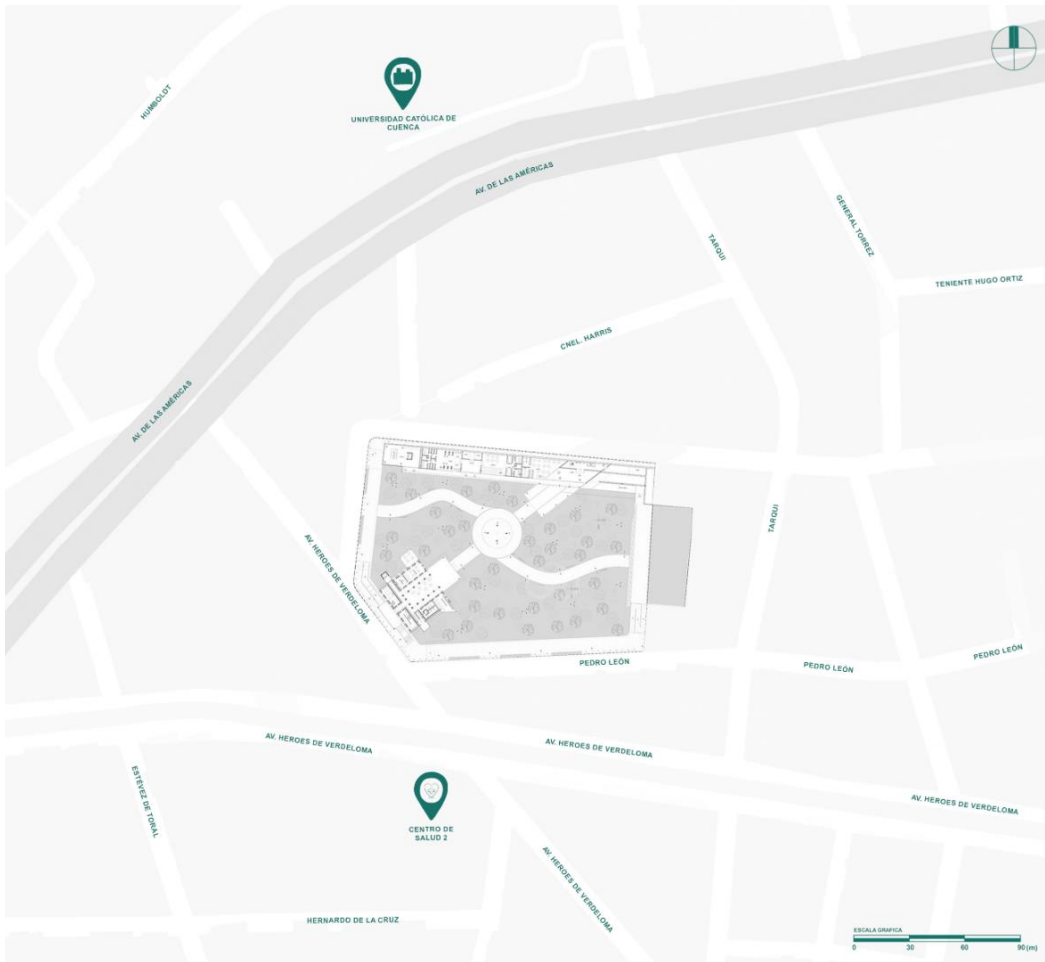 HUMBOLDT
UNIVERSIDAD CATÓLICA DE
CUENCA
AV. DE LAS AMÉRICAS
GENERAL TORREZ
TARQUI
TENIENTE HUGO ORTIZ
CNEL. HARRIS
AV. DE LAS AMÉRICAS
TARQUI
AV. HEROES DE VERDELOMA
PEDRO LEÓN
PEDRO LEÓN
PEDRO LEÓN
AV. HEROES DE VERDELOMA
AV. HEROES DE VERDELOMA
ESTÉVEZ DE TORAL
AV. HEROES DE VERDELOMA
CENTRO DE
SALUD 2
AV. HEROES DE VERDELOMA
HERNARDO DE LA CRUZ
ESCALA GRAFICA
0 30 60 90 (m)